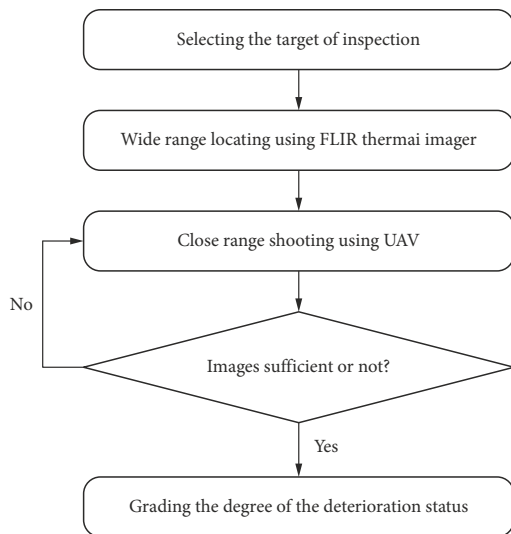 Selecting the target of inspection
Wide range locating using FLIR thermai imager
Close range shooting using UAV
No
Images sufficient or not?
Yes
Grading the degree of the deterioration status